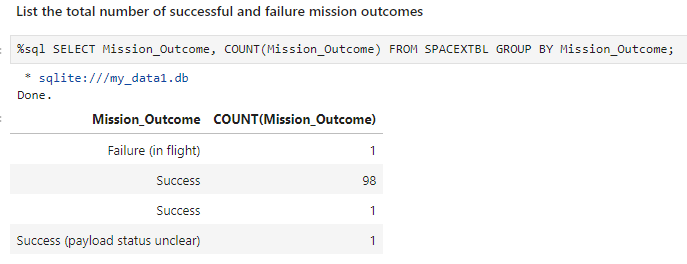 List the total number of successful and failure mission outcomes
%sql SELECT Mission_Outcome, COUNT(Mission_Outcome) FROM SPACEXTBL GROUP BY Mission_Outcome;
* sqlite:///my_data1.db
Done.
Mission_Outcome COUNT(Mission_Outcome)
Failure (in flight) 1
Success 98
Success 1
Success (payload status unclear) 1